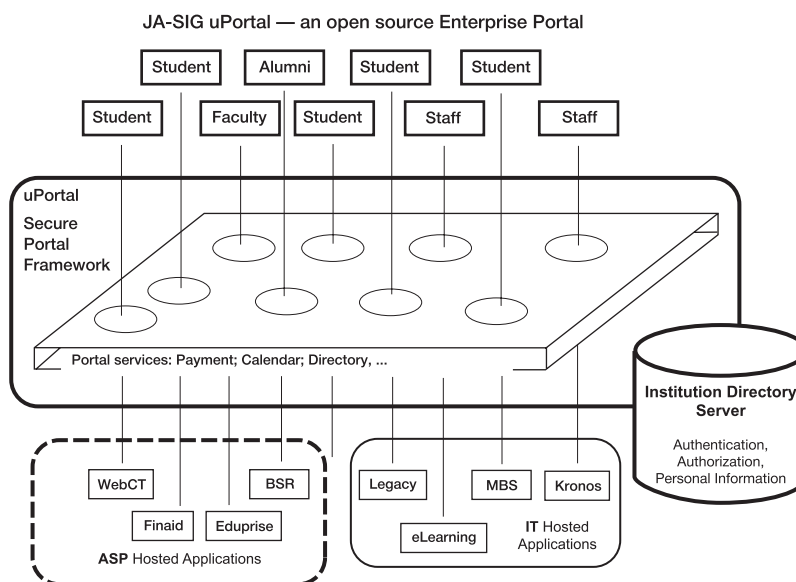 JA-SIG uPortal — an open source Enterprise Portal
Student
Alumni
Student
Student
Student
Faculty
Student
Staff
Staff
uPortal
Secure
Portal
Framework
Portal services: Payment; Calendar; Directory, ...
Institution Directory
Server
Authentication,
Authorization,
Personal Information
WebCT
BSR
Finaid
Eduprise
ASP Hosted Applications
Legacy
MBS
Kronos
eLearning
IT Hosted
Applications